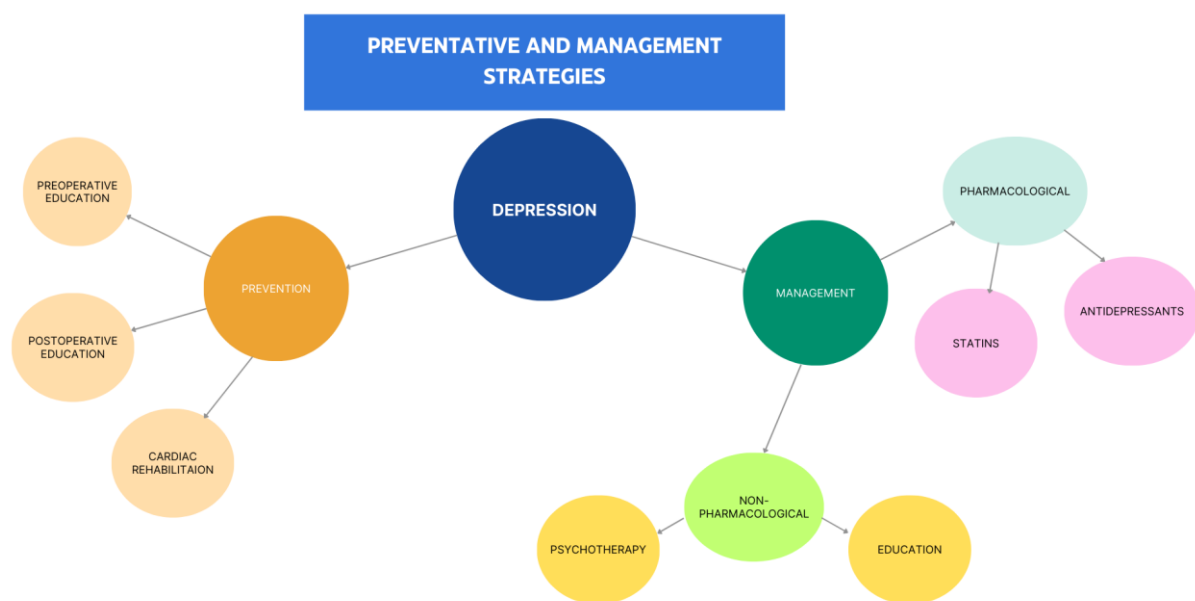 PREVENTATIVE AND MANAGEMENT
STRATEGIES
DEPRESSION
PREVENTION
PREOPERATIVE
EDUCATION
POSTOPERATIVE
EDUCATION
CARDIAC
REHABILITAION
MANAGEMENT
PHARMACOLOGICAL
STATINS
ANTIDEPRESSANTS
NON-
PHARMACOLOGICAL
PSYCHOTHERAPY
EDUCATION